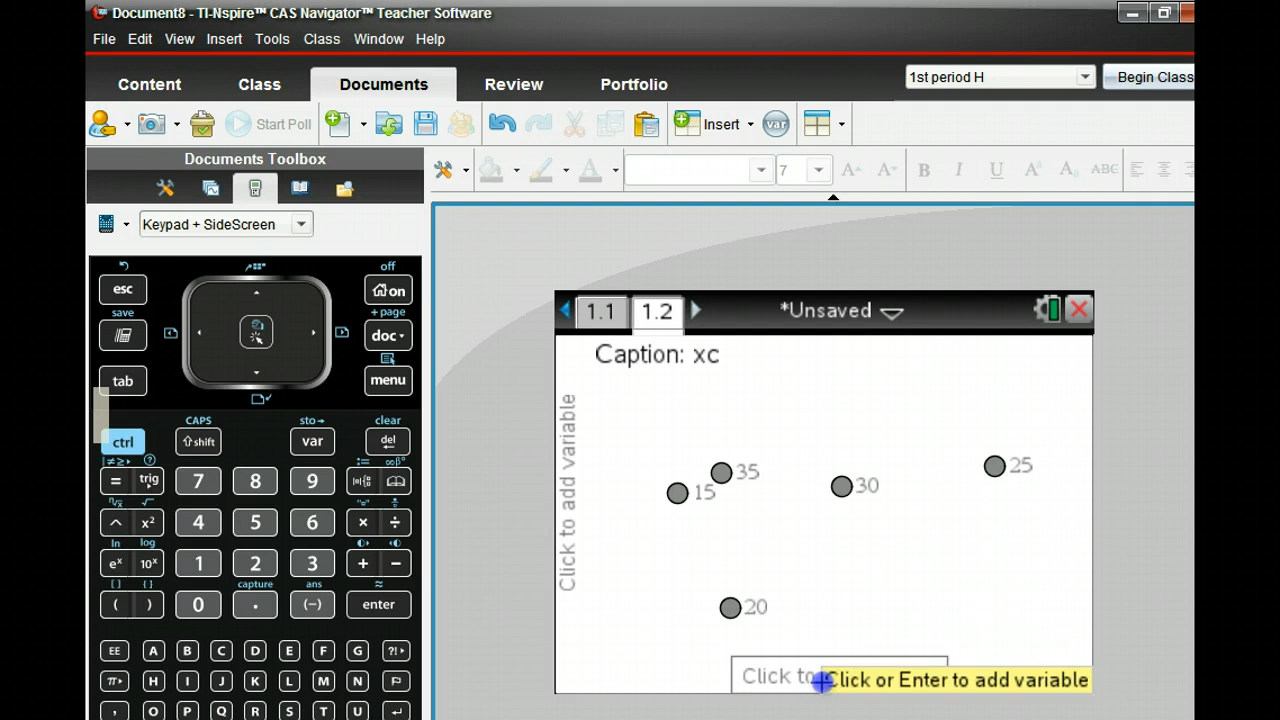 Document8 - TI-Nspire™ CAS Navigator™ Teacher Software
File Edit View Insert Tools Class Window Help
Content Class Documents Review Portfolio 1st period H Begin Class
Start Poll Insert var
Documents Toolbox
7 B I U ABC
Keypad + SideScreen
esc off on
save + page doc
tab menu
CAPS sto→ clear
ctrl shift var del
= trig 7 8 9
^ x² 4 5 6 × ÷
ln log
eˣ 10ˣ 1 2 3 + −
[ ] { } capture ans ≈
( ) 0 . (−) enter
EE A B C D E F G ?!
π H I J K L M N
, O P Q R S T U
1.1 1.2 *Unsaved
Caption: xc
Click to add variable
35
15
30
25
20
Click to
Click or Enter to add variable